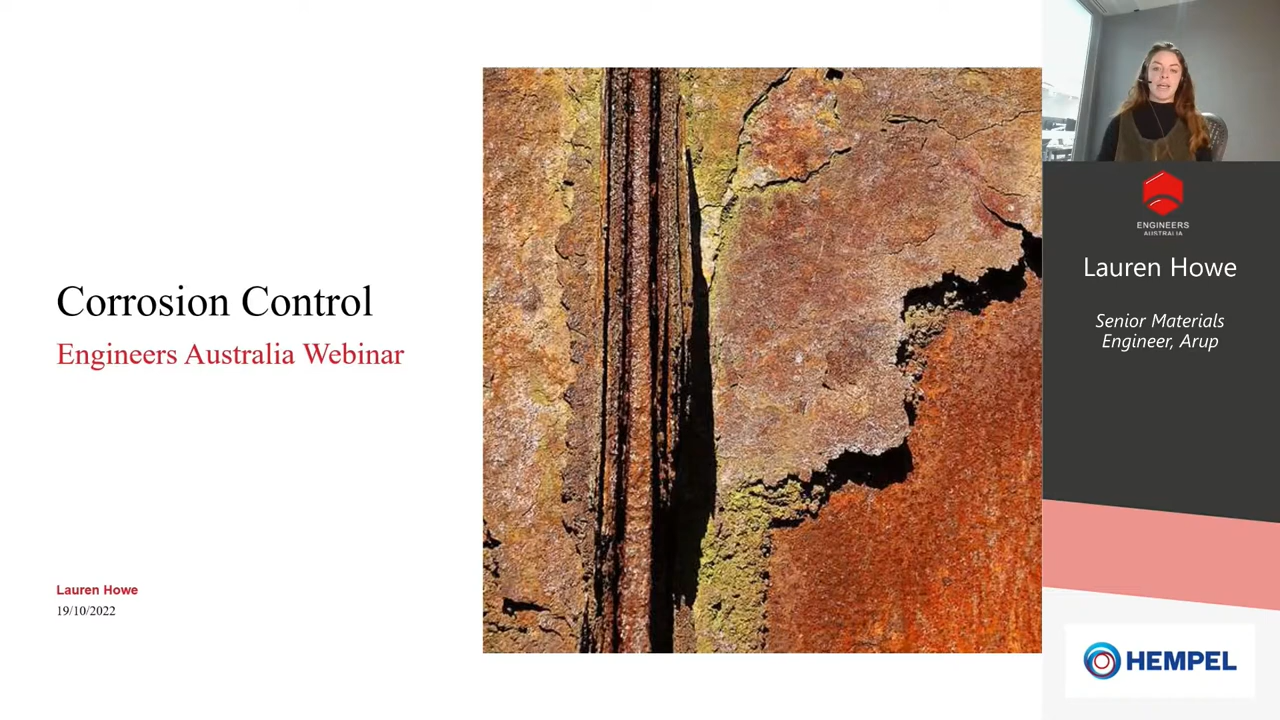 Corrosion Control
Engineers Australia Webinar
Lauren Howe
19/10/2022
ENGINEERS
AUSTRALIA
Lauren Howe
Senior Materials
Engineer, Arup
HEMPEL